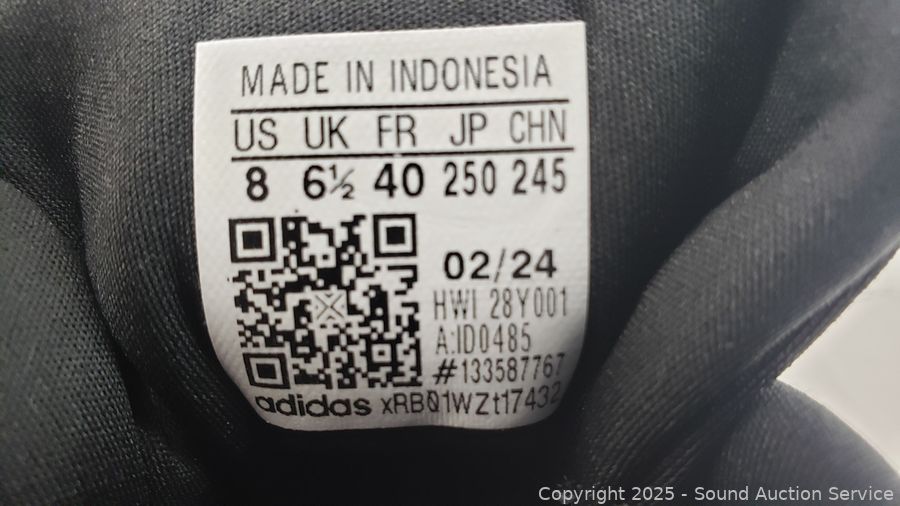 MADE IN INDONESIA
US UK FR JP CHN
8 6½ 40 250 245
02/24
HWI 28Y001
A:ID0485
#133587767
adidas xRBQ1WZt17432
Copyright 2025 - Sound Auction Service